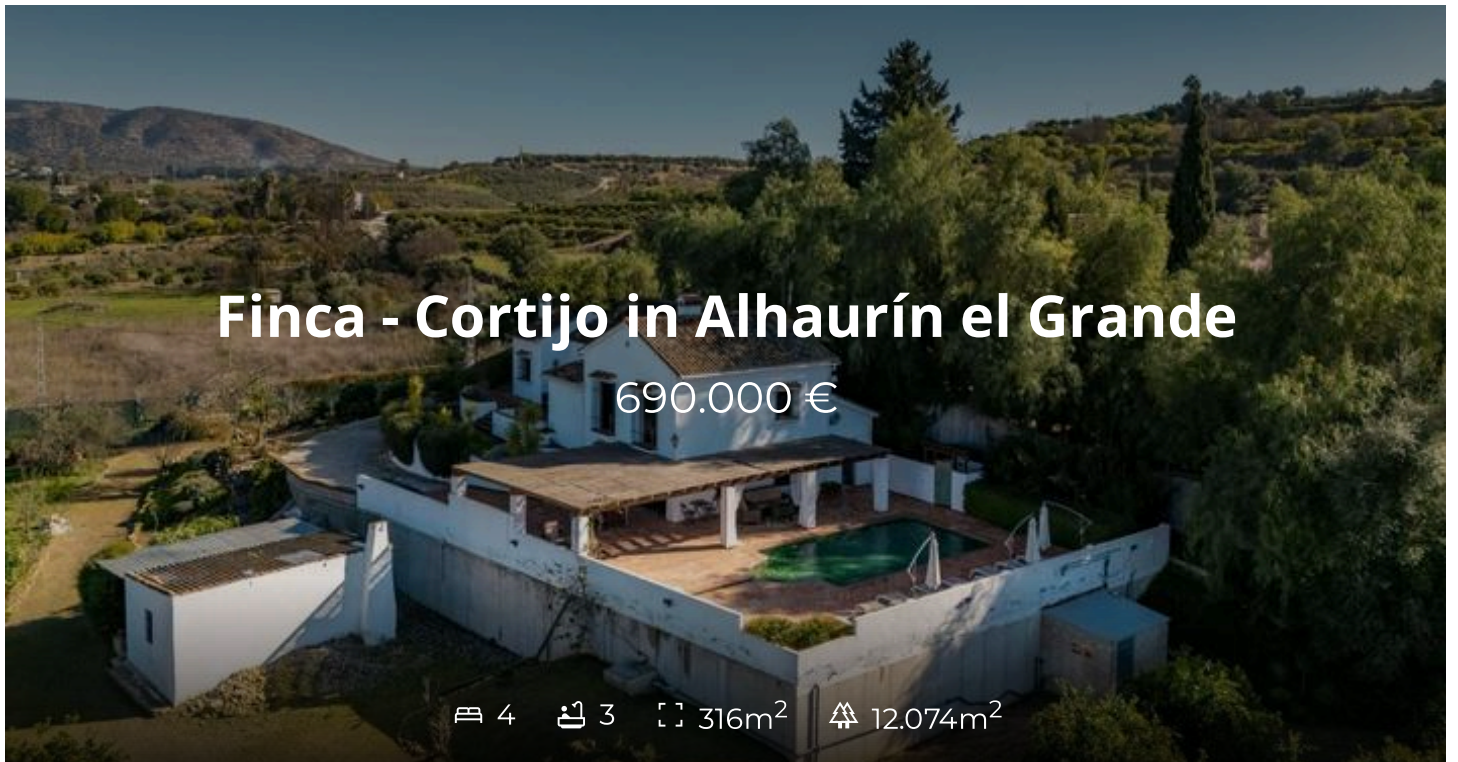 Finca - Cortijo in Alhaurín el Grande
690.000 €
4 3 316m² 12.074m²